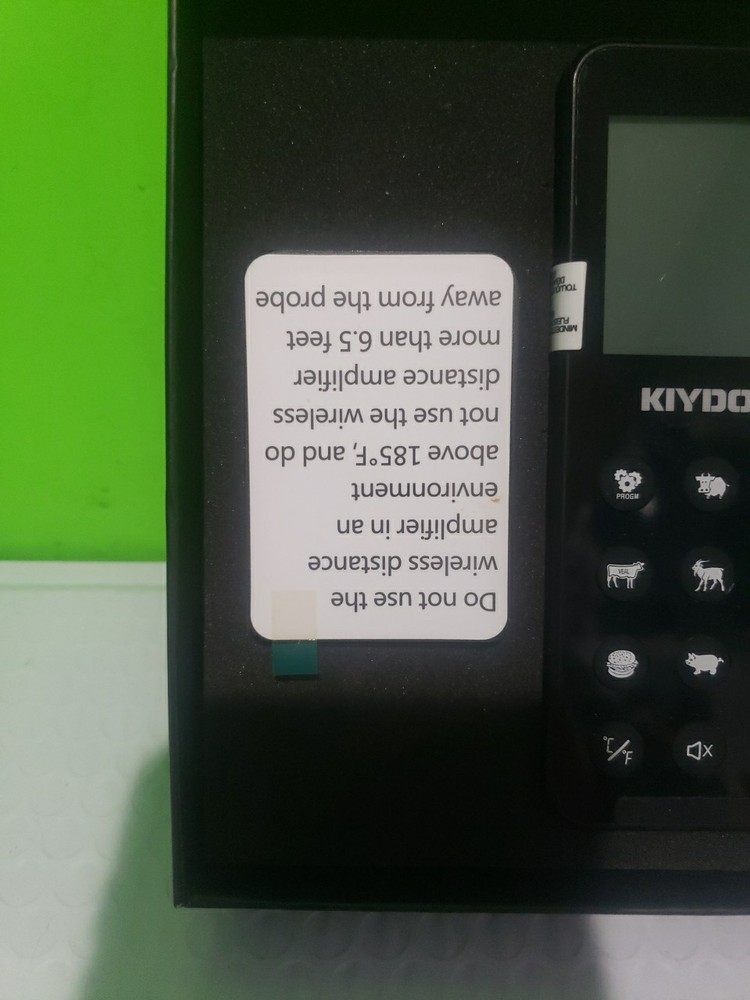 Do not use the
wireless distance
amplifier in an
environment
above 185°F, and do
not use the wireless
distance amplifier
more than 6.5 feet
away from the probe
KIYDO
PROGM
VEAL
°C/°F